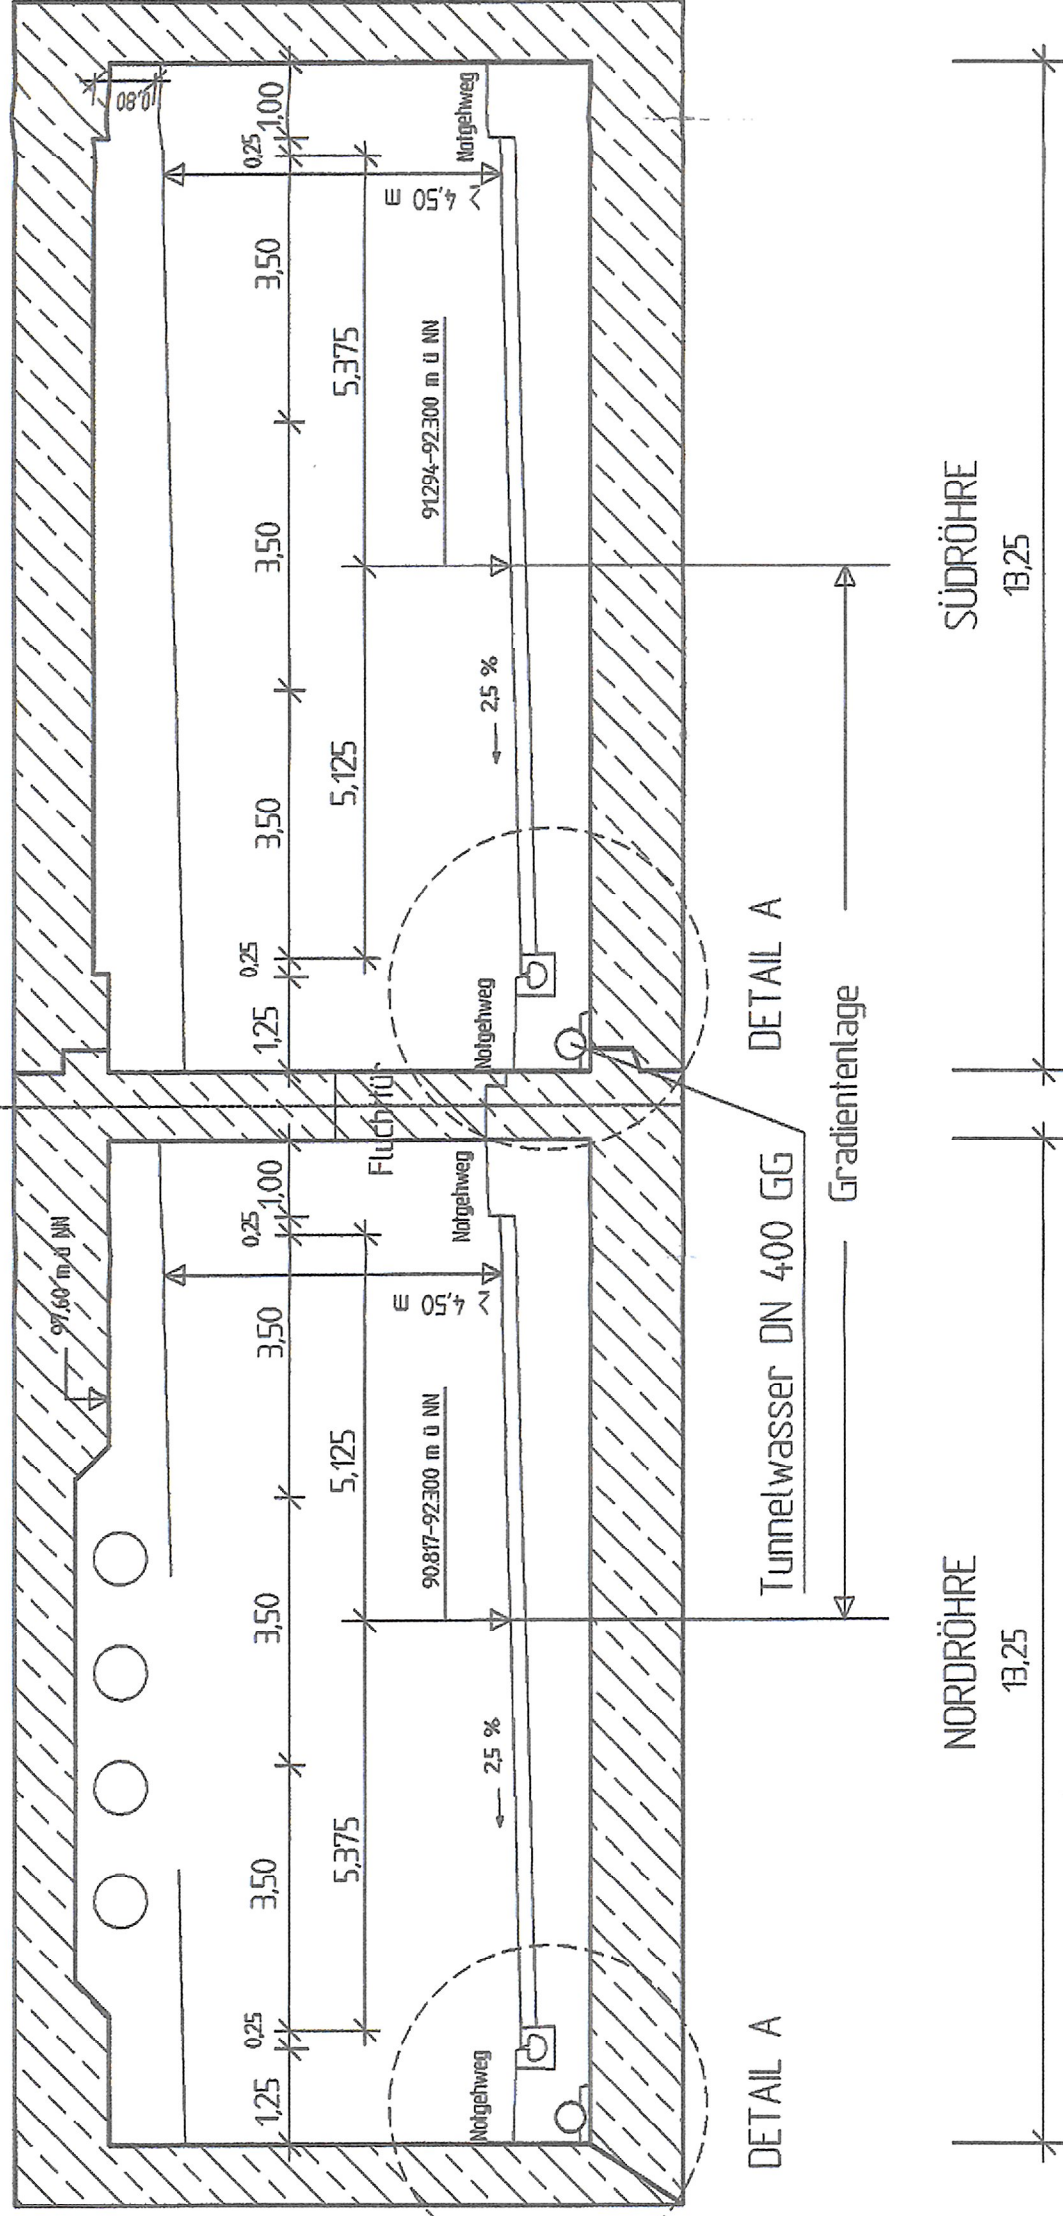 97,60 m ü NN
0,80
1,25 0,25 3,50 3,50 3,50 0,25 1,00 1,25 0,25 3,50 3,50 3,50 0,25 1,00
5,375 5,125 5,125 5,375
Fluchttür
≥ 4,50 m ≥ 4,50 m
90.817-92.300 m ü NN 91.294-92.300 m ü NN
Notgehweg Notgehweg Notgehweg Notgehweg
← 2,5 % ← 2,5 %
DETAIL A Tunnelwasser DN 400 GG DETAIL A
Gradientenlage
NORDRÖHRE SÜDRÖHRE
13,25 13,25